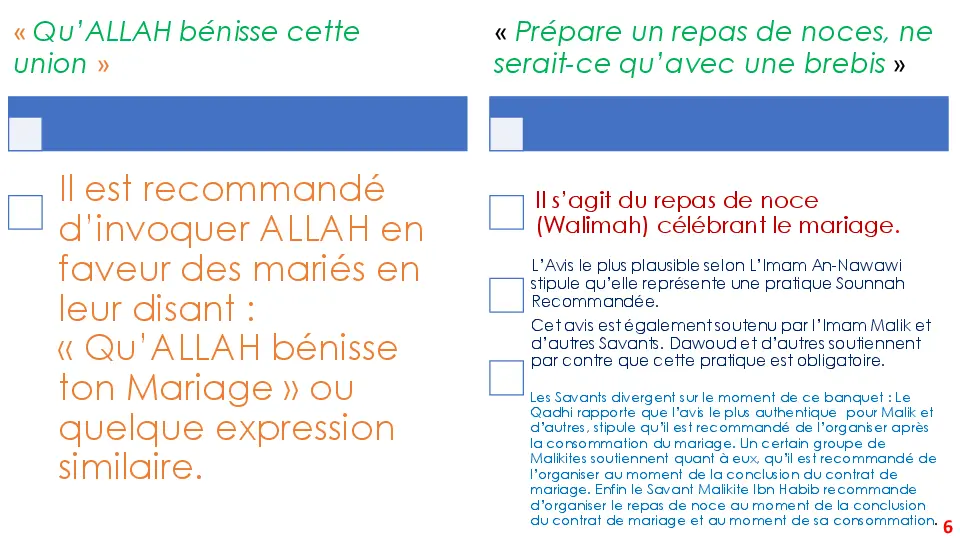 « Qu’ALLAH bénisse cette
union »
Il est recommandé
d’invoquer ALLAH en
faveur des mariés en
leur disant :
« Qu’ALLAH bénisse
ton Mariage » ou
quelque expression
similaire.
« Prépare un repas de noces, ne
serait-ce qu’avec une brebis »
Il s’agit du repas de noce
(Walimah) célébrant le mariage.
L’Avis le plus plausible selon L’Imam An-Nawawi
stipule qu’elle représente une pratique Sounnah
Recommandée.
Cet avis est également soutenu par l’Imam Malik et
d’autres Savants. Dawoud et d’autres soutiennent
par contre que cette pratique est obligatoire.
Les Savants divergent sur le moment de ce banquet : Le
Qadhi rapporte que l’avis le plus authentique pour Malik et
d’autres, stipule qu’il est recommandé de l’organiser après
la consommation du mariage. Un certain groupe de
Malikites soutiennent quant à eux, qu’il est recommandé de
l’organiser au moment de la conclusion du contrat de
mariage. Enfin le Savant Malikite Ibn Habib recommande
d’organiser le repas de noce au moment de la conclusion
du contrat de mariage et au moment de sa consommation.
6